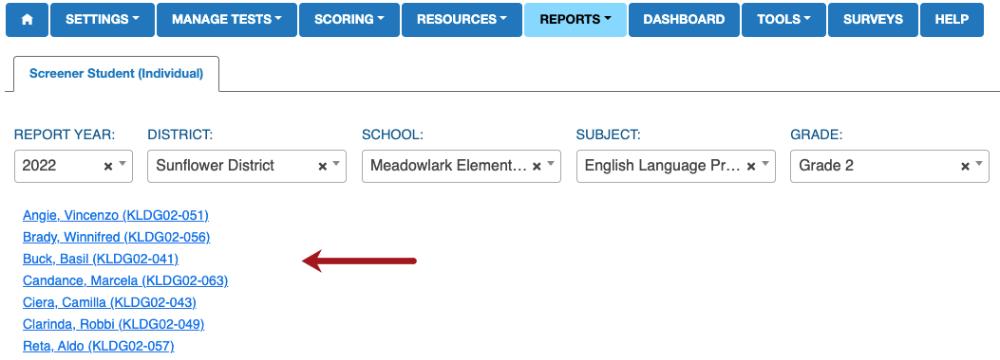 SETTINGS MANAGE TESTS SCORING RESOURCES REPORTS DASHBOARD TOOLS SURVEYS HELP
Screener Student (Individual)
REPORT YEAR: DISTRICT: SCHOOL: SUBJECT: GRADE:
2022 × Sunflower District × Meadowlark Element... × English Language Pr... × Grade 2 ×
Angie, Vincenzo (KLDG02-051)
Brady, Winnifred (KLDG02-056)
Buck, Basil (KLDG02-041)
Candance, Marcela (KLDG02-063)
Ciera, Camilla (KLDG02-043)
Clarinda, Robbi (KLDG02-049)
Reta, Aldo (KLDG02-057)